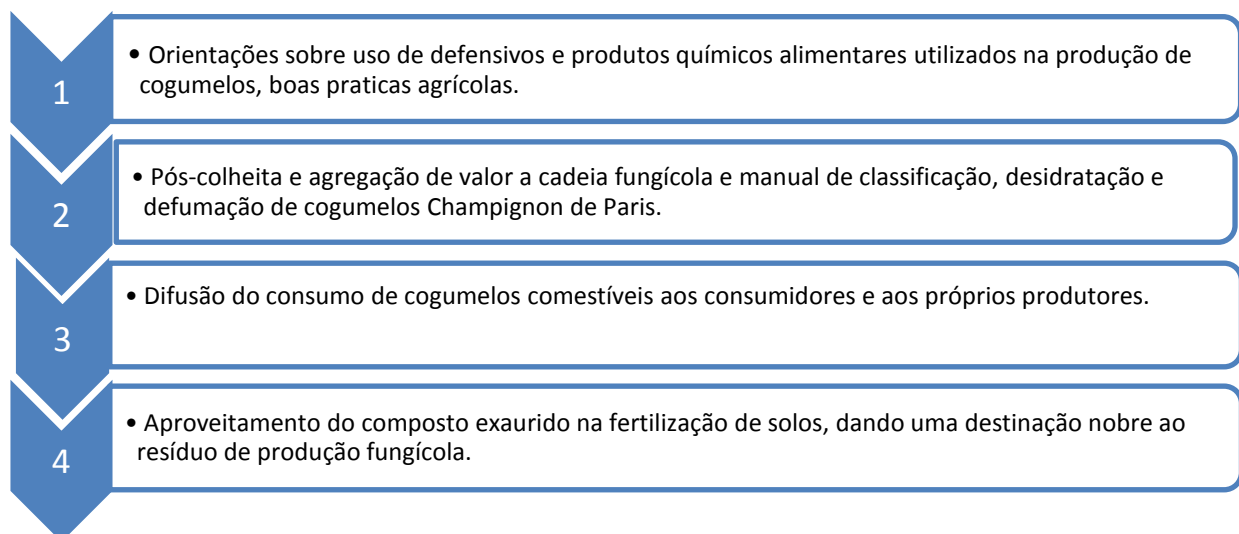 1
• Orientações sobre uso de defensivos e produtos químicos alimentares utilizados na produção de
cogumelos, boas praticas agrícolas.
2
• Pós-colheita e agregação de valor a cadeia fungícola e manual de classificação, desidratação e
defumação de cogumelos Champignon de Paris.
3
• Difusão do consumo de cogumelos comestíveis aos consumidores e aos próprios produtores.
4
• Aproveitamento do composto exaurido na fertilização de solos, dando uma destinação nobre ao
resíduo de produção fungícola.